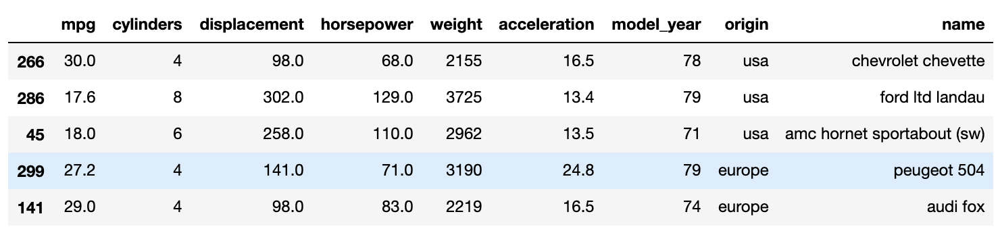 mpg cylinders displacement horsepower weight acceleration model_year origin name
266 30.0 4 98.0 68.0 2155 16.5 78 usa chevrolet chevette
286 17.6 8 302.0 129.0 3725 13.4 79 usa ford ltd landau
45 18.0 6 258.0 110.0 2962 13.5 71 usa amc hornet sportabout (sw)
299 27.2 4 141.0 71.0 3190 24.8 79 europe peugeot 504
141 29.0 4 98.0 83.0 2219 16.5 74 europe audi fox